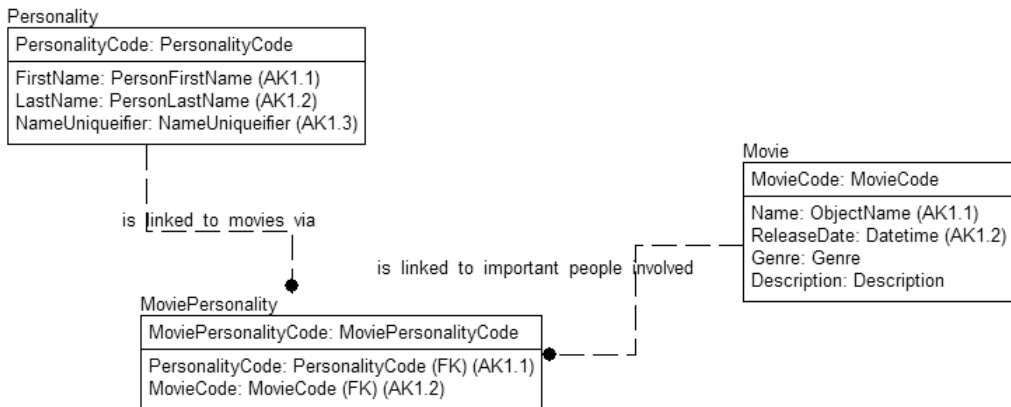 Personality
PersonalityCode: PersonalityCode
FirstName: PersonFirstName (AK1.1)
LastName: PersonLastName (AK1.2)
NameUniqueifier: NameUniqueifier (AK1.3)
is linked to movies via
Movie
MovieCode: MovieCode
Name: ObjectName (AK1.1)
ReleaseDate: Datetime (AK1.2)
Genre: Genre
Description: Description
is linked to important people involved
MoviePersonality
MoviePersonalityCode: MoviePersonalityCode
PersonalityCode: PersonalityCode (FK) (AK1.1)
MovieCode: MovieCode (FK) (AK1.2)